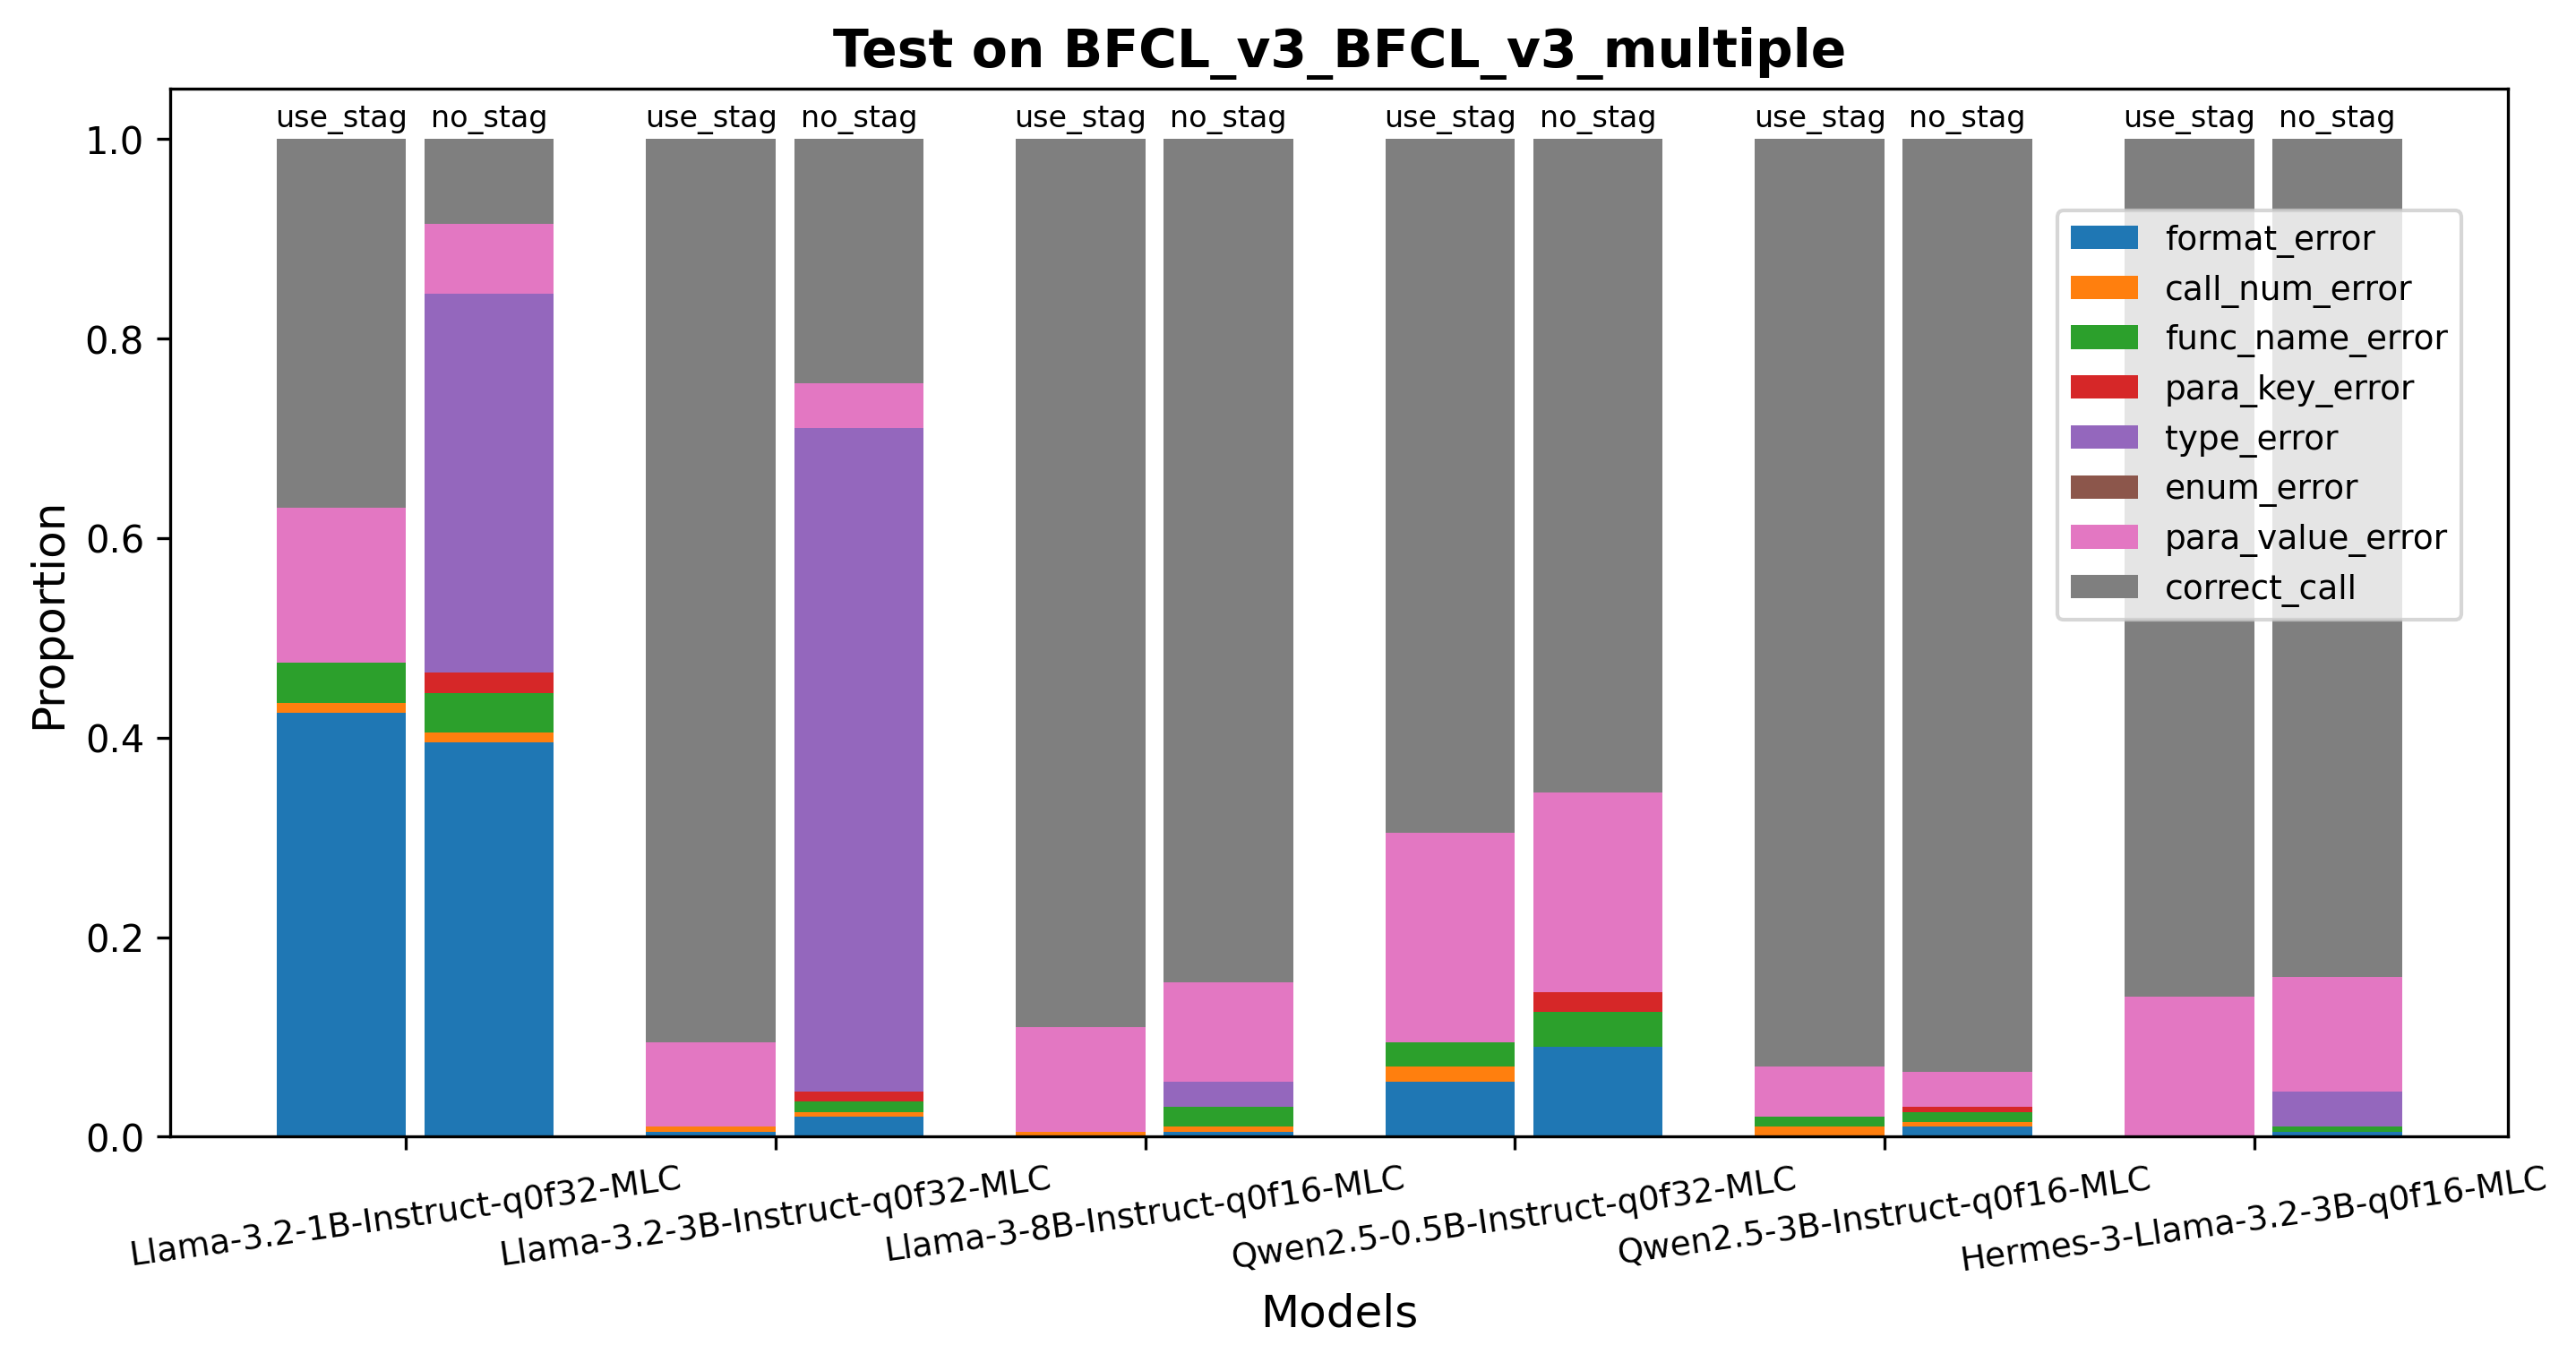 Test on BFCL_v3_BFCL_v3_multiple
use_stag no_stag use_stag no_stag use_stag no_stag use_stag no_stag use_stag no_stag use_stag no_stag
1.0
0.8
0.6
0.4
0.2
0.0
Proportion
format_error
call_num_error
func_name_error
para_key_error
type_error
enum_error
para_value_error
correct_call
Llama-3.2-1B-Instruct-q0f32-MLC
Llama-3.2-3B-Instruct-q0f32-MLC
Llama-3-8B-Instruct-q0f16-MLC
Qwen2.5-0.5B-Instruct-q0f32-MLC
Qwen2.5-3B-Instruct-q0f16-MLC
Hermes-3-Llama-3.2-3B-q0f16-MLC
Models